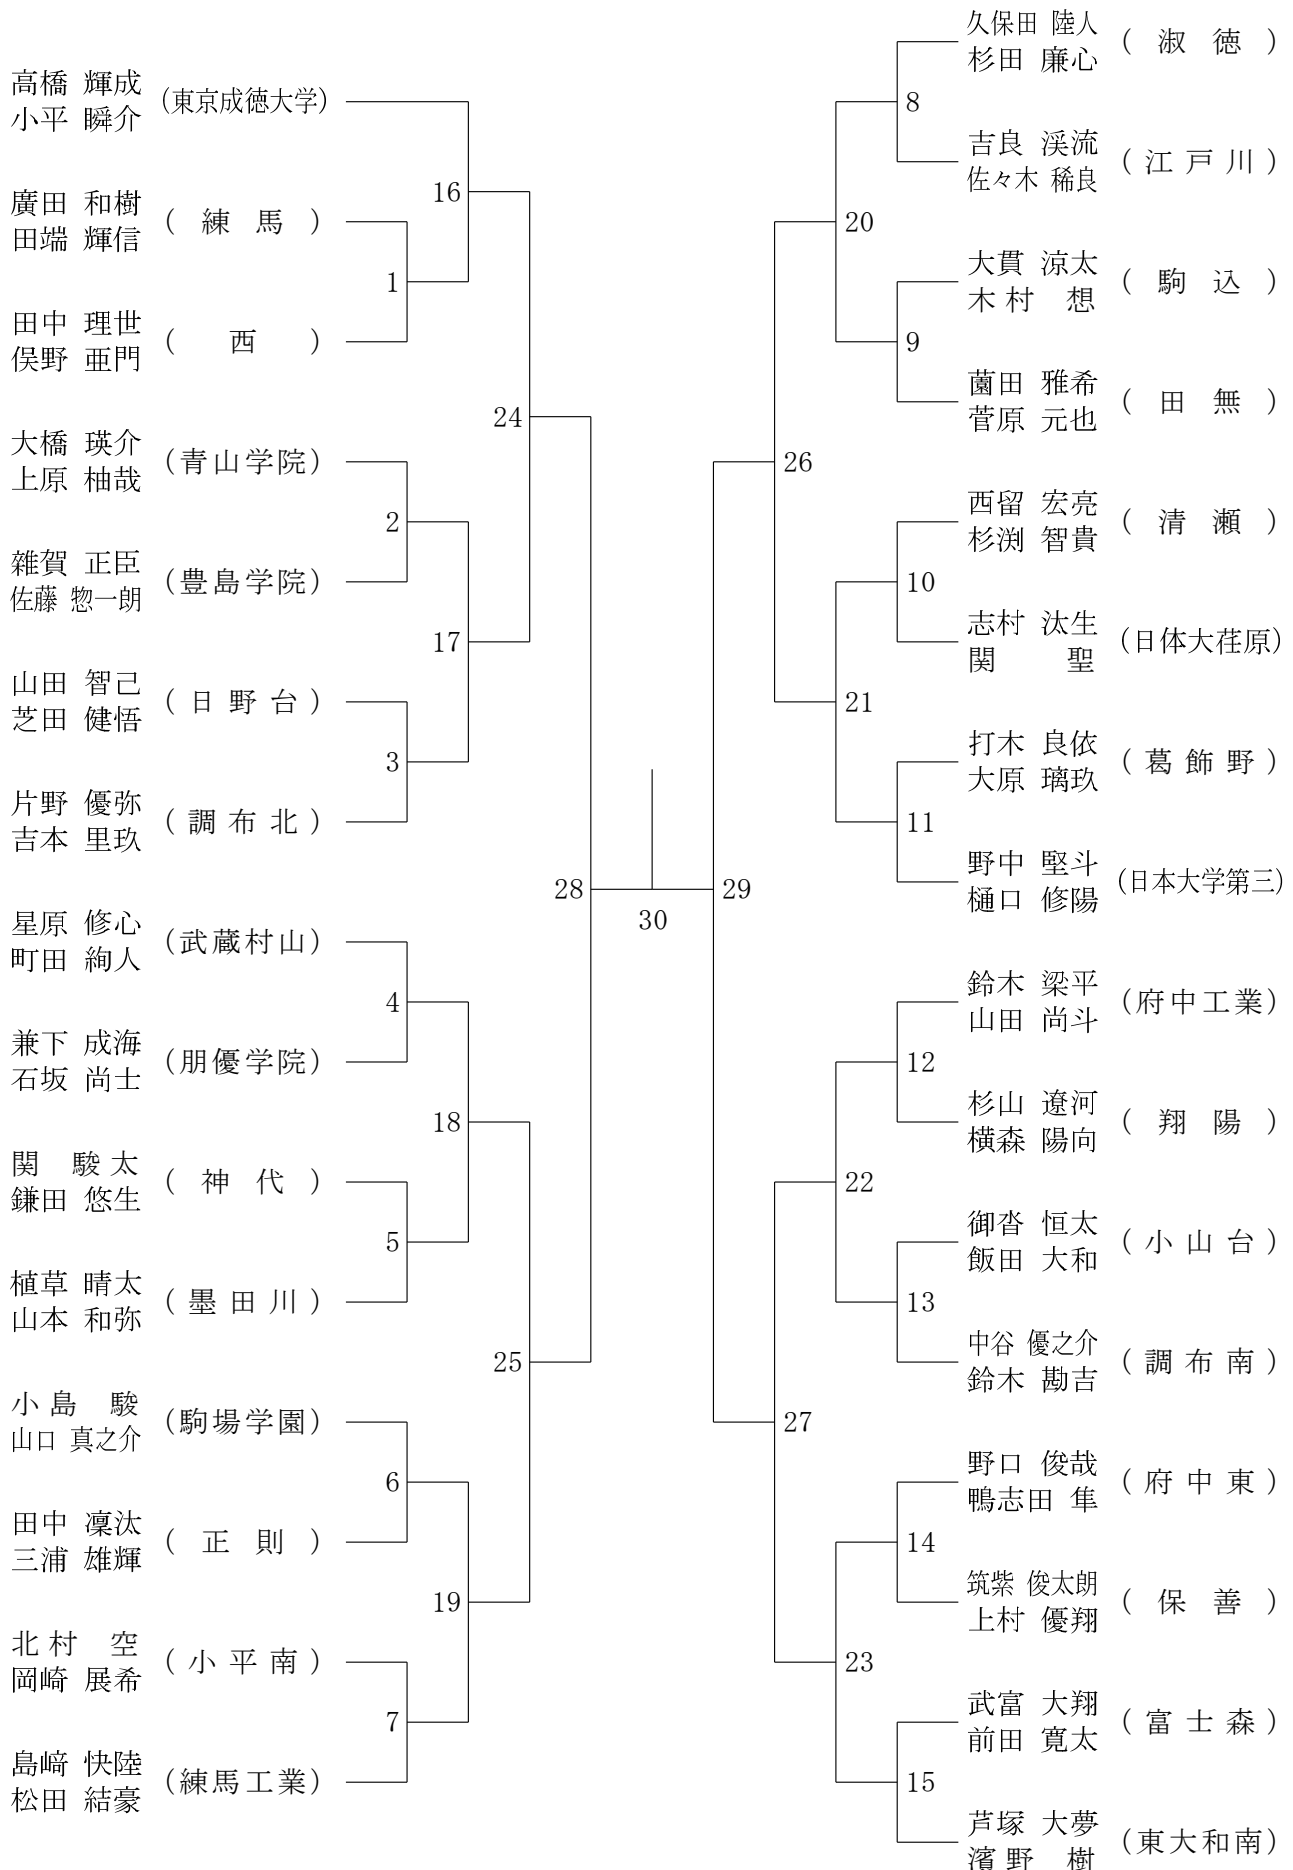 高橋 輝成
小平 瞬介
(東京成徳大学)
廣田 和樹
田端 輝信
( 練 馬 )
田中 理世
俣野 亜門
( 西 )
大橋 瑛介
上原 柚哉
(青山学院)
雑賀 正臣
佐藤 惣一朗
(豊島学院)
山田 智己
芝田 健悟
( 日 野 台 )
片野 優弥
吉本 里玖
( 調 布 北 )
星原 修心
町田 絢人
(武蔵村山)
兼下 成海
石坂 尚士
(朋優学院)
関 駿太
鎌田 悠生
( 神 代 )
植草 晴太
山本 和弥
( 墨 田 川 )
小島 駿
山口 真之介
(駒場学園)
田中 凜汰
三浦 雄輝
( 正 則 )
北村 空
岡崎 展希
( 小 平 南 )
島﨑 快陸
松田 結豪
(練馬工業)
16
1
24
2
17
3
28
4
18
5
25
6
19
7
30
29
8
20
9
26
10
21
11
12
22
13
27
14
23
15
久保田 陸人
杉田 廉心
( 淑 徳 )
吉良 渓流
佐々木 稀良
( 江 戸 川 )
大貫 涼太
木村 想
( 駒 込 )
薗田 雅希
菅原 元也
( 田 無 )
西留 宏亮
杉渕 智貴
( 清 瀬 )
志村 汰生
関 聖
(日体大荏原)
打木 良依
大原 璃玖
( 葛 飾 野 )
野中 堅斗
樋口 修陽
(日本大学第三)
鈴木 梁平
山田 尚斗
(府中工業)
杉山 遼河
横森 陽向
( 翔 陽 )
御沓 恒太
飯田 大和
( 小 山 台 )
中谷 優之介
鈴木 勘吉
( 調 布 南 )
野口 俊哉
鴨志田 隼
( 府 中 東 )
筑紫 俊太朗
上村 優翔
( 保 善 )
武富 大翔
前田 寛太
( 富 士 森 )
芦塚 大夢
濱野 樹
(東大和南)